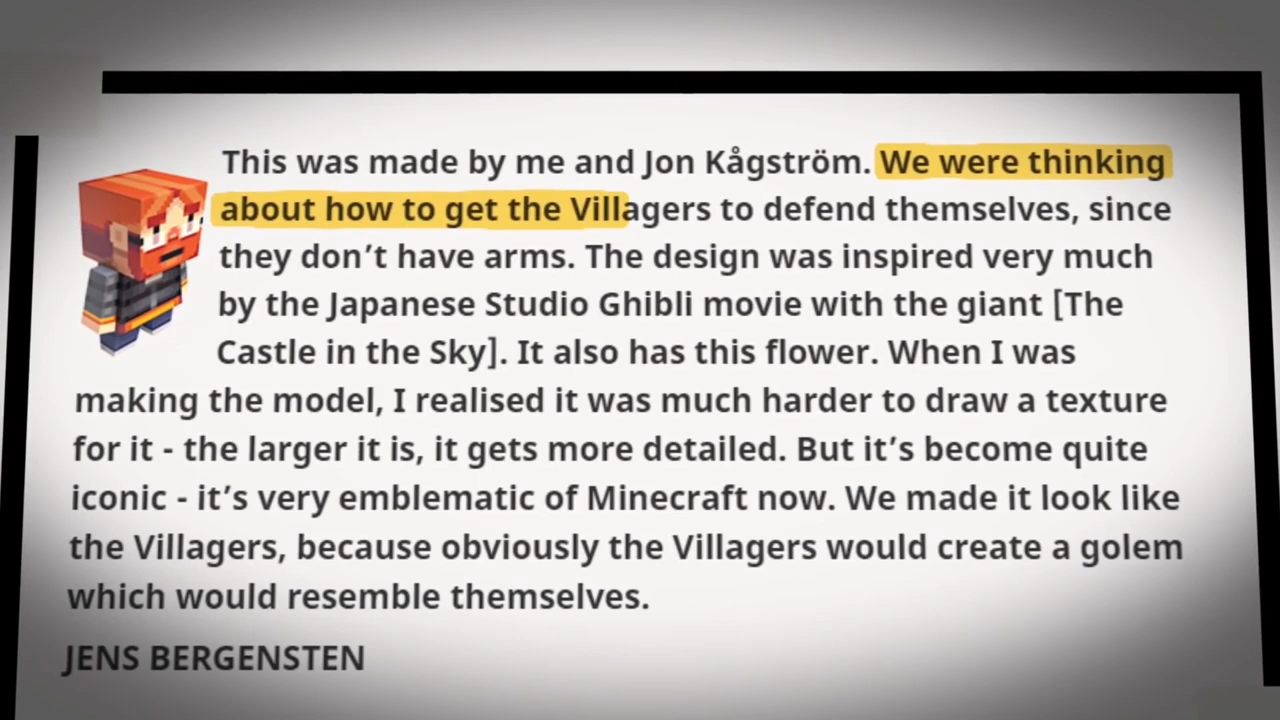 This was made by me and Jon Kågström. We were thinking
about how to get the Villagers to defend themselves, since
they don’t have arms. The design was inspired very much
by the Japanese Studio Ghibli movie with the giant [The
Castle in the Sky]. It also has this flower. When I was
making the model, I realised it was much harder to draw a texture
for it - the larger it is, it gets more detailed. But it’s become quite
iconic - it’s very emblematic of Minecraft now. We made it look like
the Villagers, because obviously the Villagers would create a golem
which would resemble themselves.
JENS BERGENSTEN